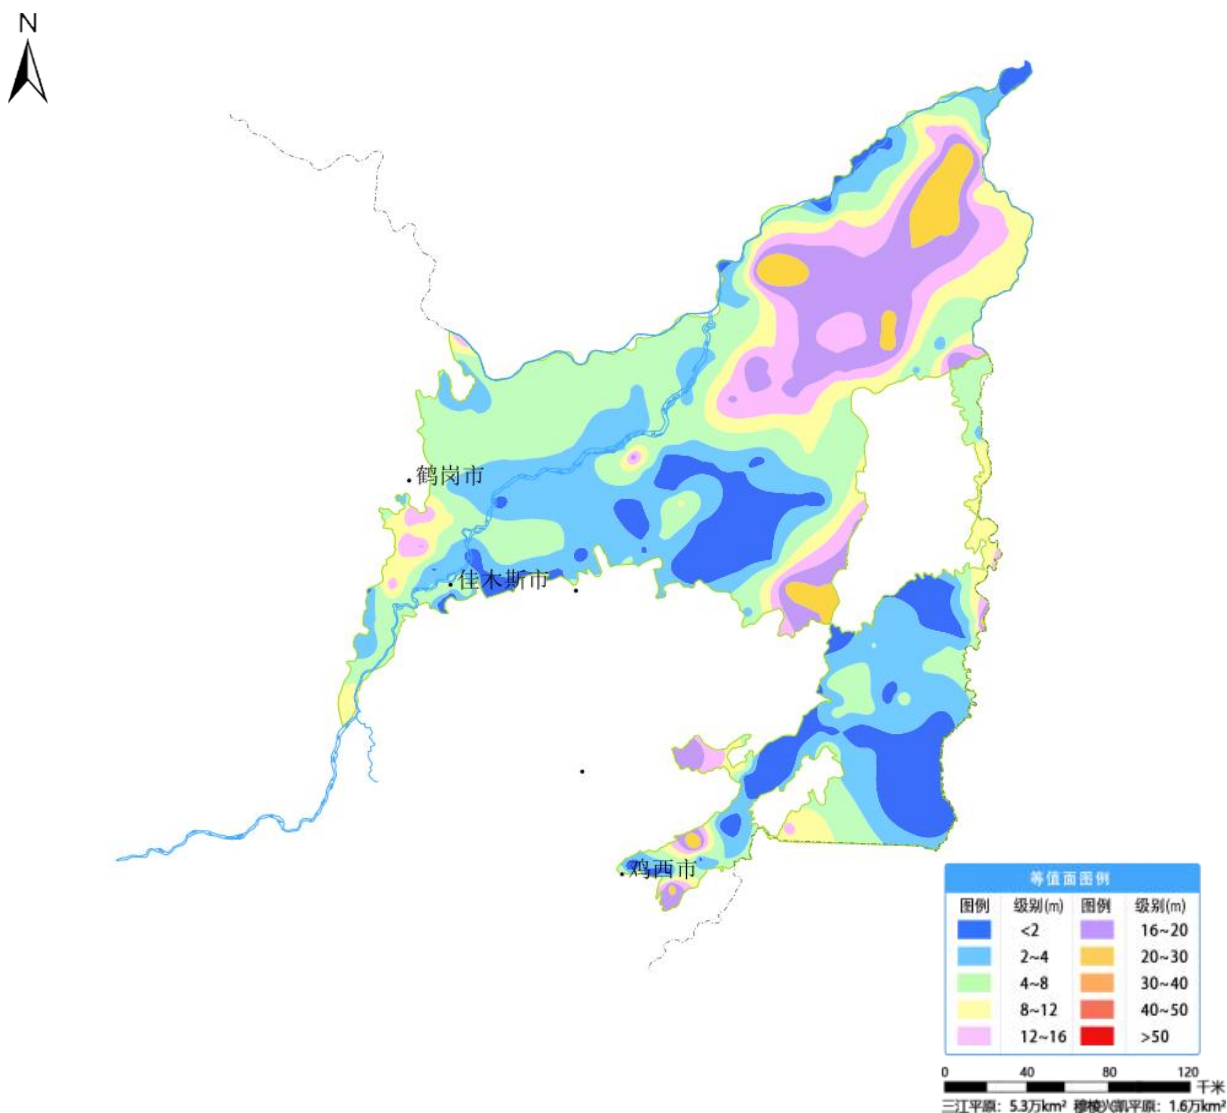 N
鹤岗市
佳木斯市
鸡西市
等值面图例
图例 级别(m) 图例 级别(m)
<2 16~20
2~4 20~30
4~8 30~40
8~12 40~50
12~16 >50
0 40 80 120
千米
三江平原：5.3万km² 穆棱兴凯平原：1.6万km²